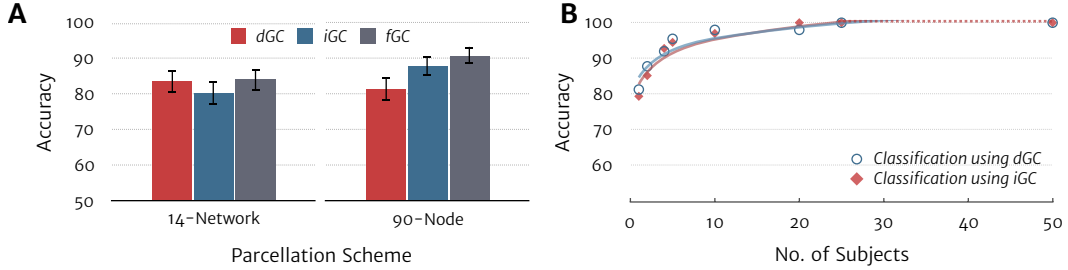 A
Accuracy
100
90
80
70
60
50
dGC iGC fGC
14-Network 90-Node
Parcellation Scheme
B
Accuracy
100
90
80
70
60
Classification using dGC
Classification using iGC
0 10 20 30 40 50
No. of Subjects